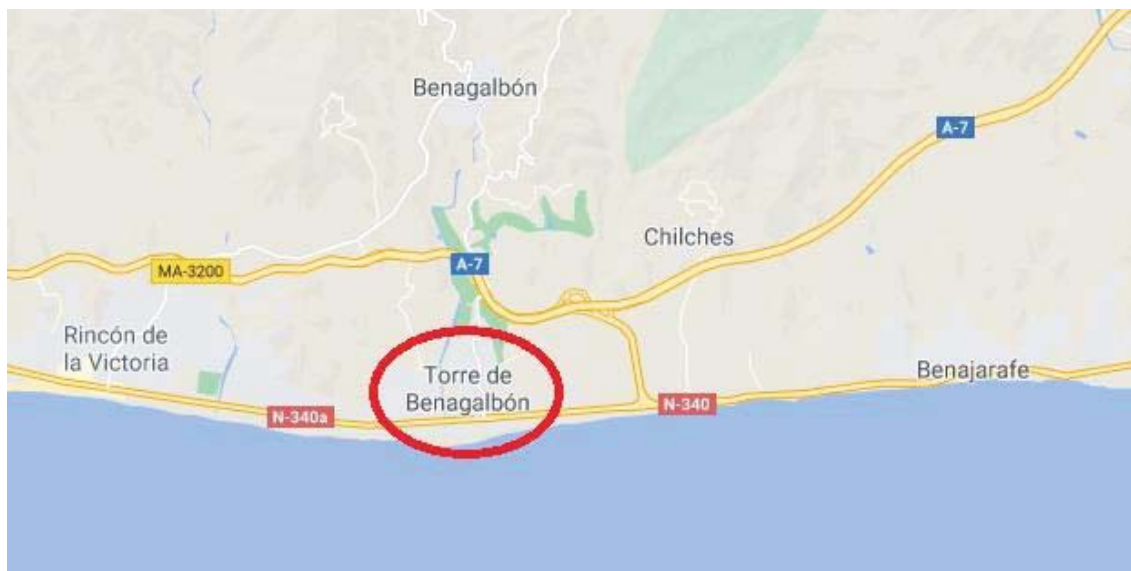 Benagalbón
A-7
Chilches
A-7
MA-3200
Rincón de
la Victoria
Torre de
Benagalbón
Benajarafe
N-340a
N-340